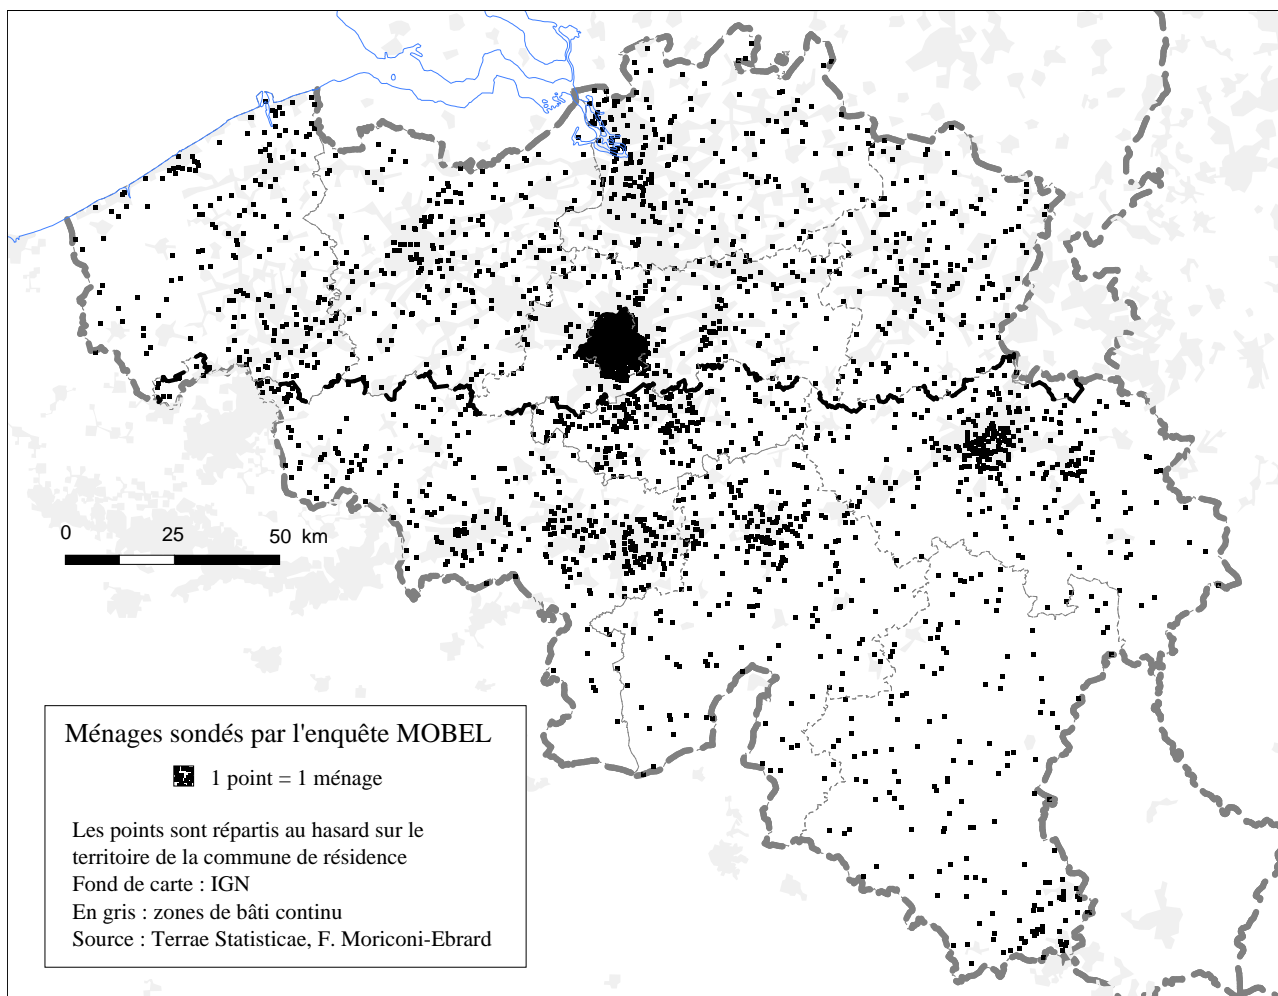 0 25 50 km
Ménages sondés par l'enquête MOBEL
1 point = 1 ménage
Les points sont répartis au hasard sur le
territoire de la commune de résidence
Fond de carte : IGN
En gris : zones de bâti continu
Source : Terrae Statisticae, F. Moriconi-Ebrard